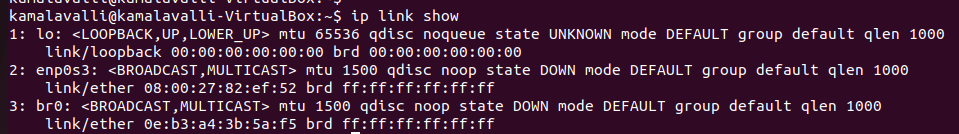 kamalavalli@kamalavalli-VirtualBox:~$
kamalavalli@kamalavalli-VirtualBox:~$ ip link show
1: lo: <LOOPBACK,UP,LOWER_UP> mtu 65536 qdisc noqueue state UNKNOWN mode DEFAULT group default qlen 1000
link/loopback 00:00:00:00:00:00 brd 00:00:00:00:00:00
2: enp0s3: <BROADCAST,MULTICAST> mtu 1500 qdisc noop state DOWN mode DEFAULT group default qlen 1000
link/ether 08:00:27:82:ef:52 brd ff:ff:ff:ff:ff:ff
3: br0: <BROADCAST,MULTICAST> mtu 1500 qdisc noop state DOWN mode DEFAULT group default qlen 1000
link/ether 0e:b3:a4:3b:5a:f5 brd ff:ff:ff:ff:ff:ff